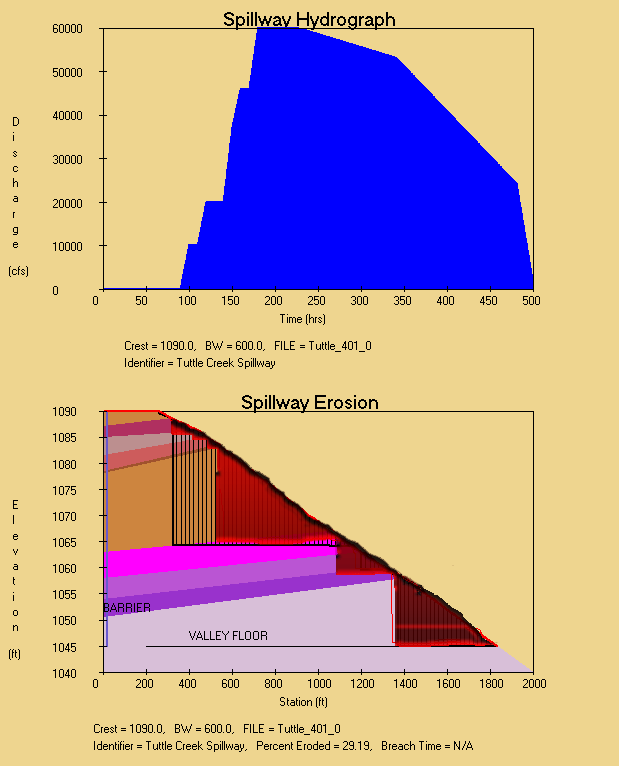 Spillway Hydrograph
60000
50000
40000
30000
20000
10000
0
Discharge
(cfs)
0 50 100 150 200 250 300 350 400 450 500
Time (hrs)
Crest = 1090.0, BW = 600.0, FILE = Tuttle_401_0
Identifier = Tuttle Creek Spillway
Spillway Erosion
1090
1085
1080
1075
1070
1065
1060
1055
1050
1045
1040
Elevation
(ft)
BARRIER
VALLEY FLOOR
0 200 400 600 800 1000 1200 1400 1600 1800 2000
Station (ft)
Crest = 1090.0, BW = 600.0, FILE = Tuttle_401_0
Identifier = Tuttle Creek Spillway, Percent Eroded = 29.19, Breach Time = N/A